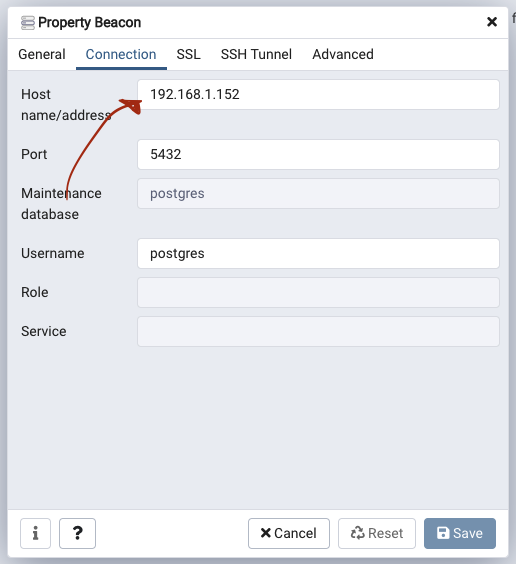 Property Beacon
General Connection SSL SSH Tunnel Advanced
Host name/address 192.168.1.152
Port 5432
Maintenance database postgres
Username postgres
Role
Service
i ? Cancel Reset Save